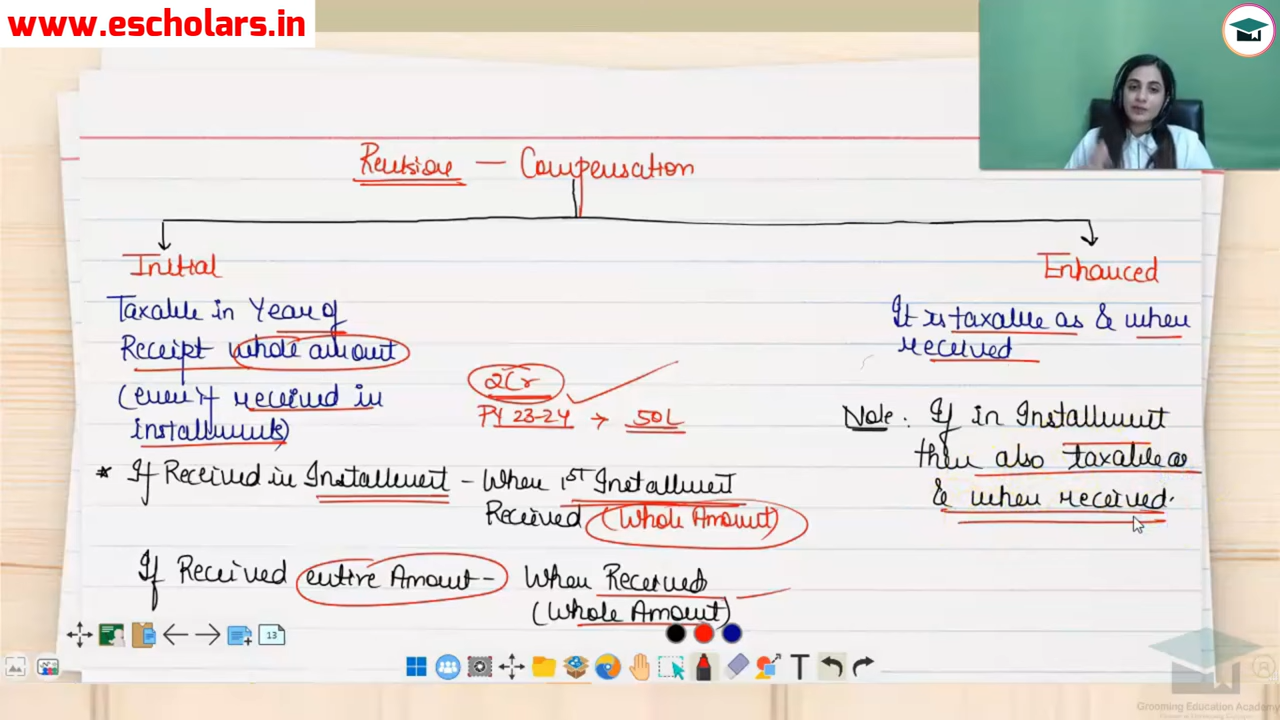 www.escholars.in
Revision - Compensation
Initial
Taxable in Year of
Receipt whole amount
(even if received in
installments)
2Cr
PY 23-24 → 50L
* If Received in Installment - When 1st Installment
Received (Whole Amount)
If Received entire Amount - When Received
(Whole Amount)
Enhanced
It is taxable as & when
received
Note: If in Installment
then also taxable as
& when received.
13
T
Grooming Education Academy